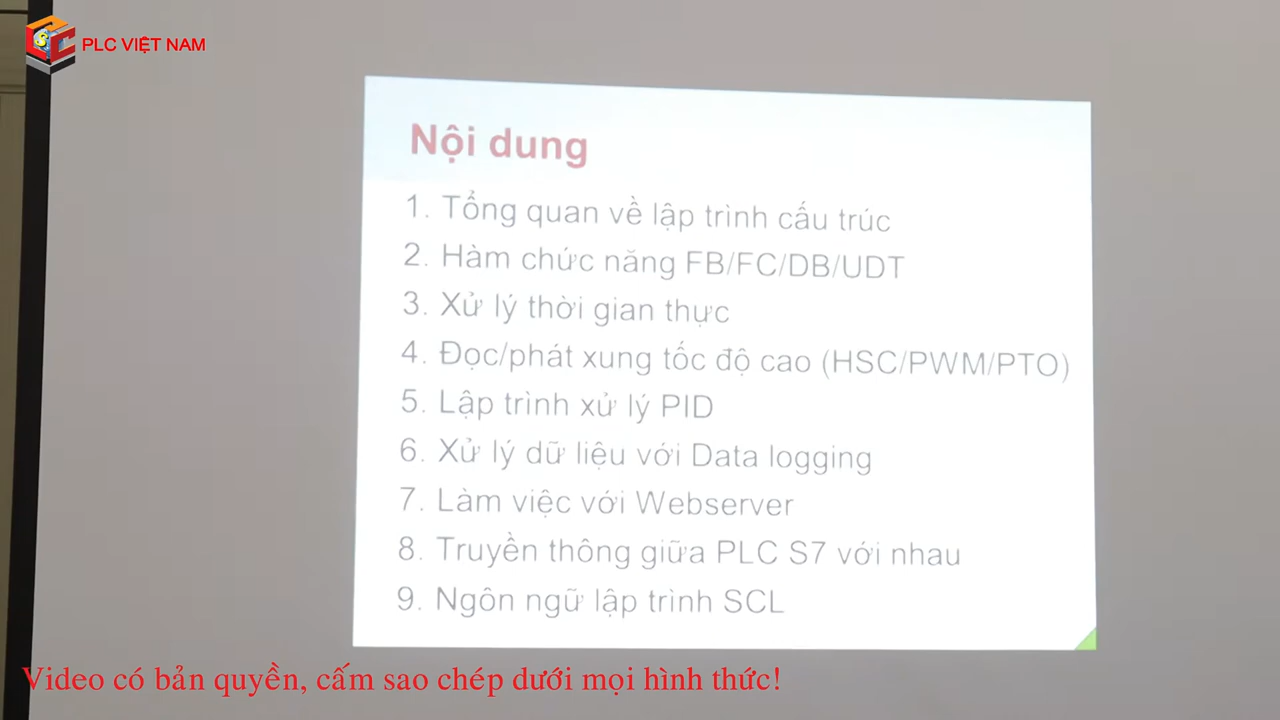 PLC VIỆT NAM
Nội dung
1. Tổng quan về lập trình cấu trúc
2. Hàm chức năng FB/FC/DB/UDT
3. Xử lý thời gian thực
4. Đọc/phát xung tốc độ cao (HSC/PWM/PTO)
5. Lập trình xử lý PID
6. Xử lý dữ liệu với Data logging
7. Làm việc với Webserver
8. Truyền thông giữa PLC S7 với nhau
9. Ngôn ngữ lập trình SCL
Video có bản quyền, cấm sao chép dưới mọi hình thức!